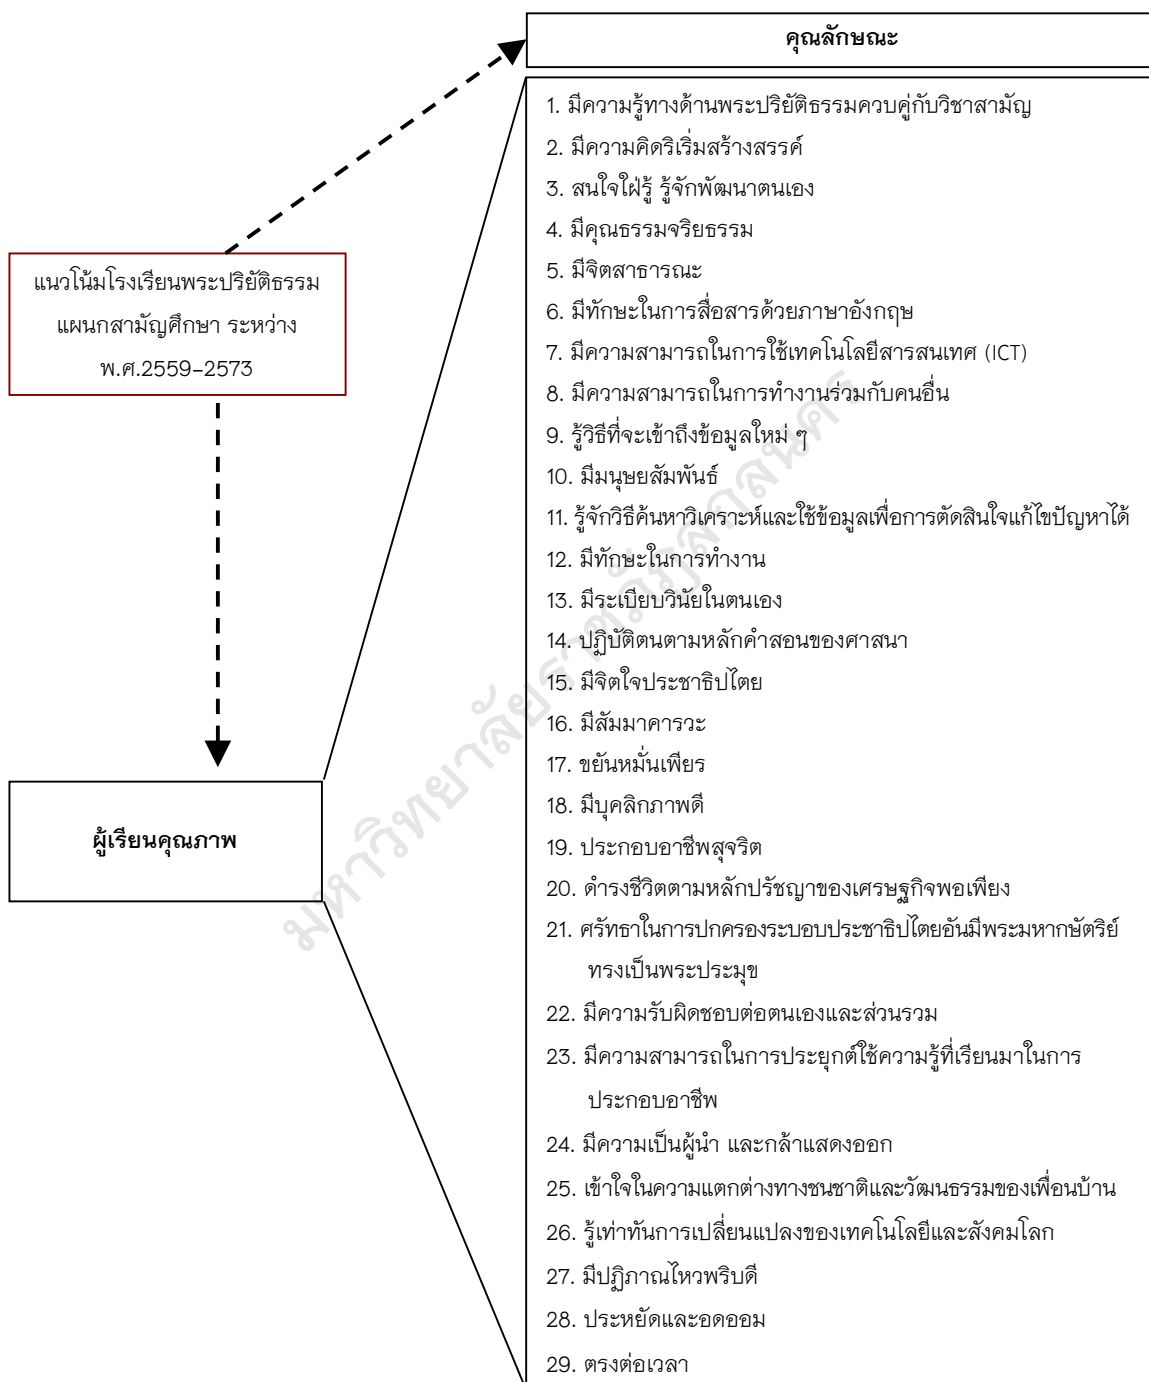 คุณลักษณะ
แนวโน้มโรงเรียนพระปริยัติธรรม
แผนกสามัญศึกษา ระหว่าง
พ.ศ.2559–2573
ผู้เรียนคุณภาพ
1. มีความรู้ทางด้านพระปริยัติธรรมควบคู่กับวิชาสามัญ
2. มีความคิดริเริ่มสร้างสรรค์
3. สนใจใฝ่รู้ รู้จักพัฒนาตนเอง
4. มีคุณธรรมจริยธรรม
5. มีจิตสาธารณะ
6. มีทักษะในการสื่อสารด้วยภาษาอังกฤษ
7. มีความสามารถในการใช้เทคโนโลยีสารสนเทศ (ICT)
8. มีความสามารถในการทำงานร่วมกับคนอื่น
9. รู้วิธีที่จะเข้าถึงข้อมูลใหม่ ๆ
10. มีมนุษยสัมพันธ์
11. รู้จักวิธีค้นหาวิเคราะห์และใช้ข้อมูลเพื่อการตัดสินใจแก้ไขปัญหาได้
12. มีทักษะในการทำงาน
13. มีระเบียบวินัยในตนเอง
14. ปฏิบัติตนตามหลักคำสอนของศาสนา
15. มีจิตใจประชาธิปไตย
16. มีสัมมาคารวะ
17. ขยันหมั่นเพียร
18. มีบุคลิกภาพดี
19. ประกอบอาชีพสุจริต
20. ดำรงชีวิตตามหลักปรัชญาของเศรษฐกิจพอเพียง
21. ศรัทธาในการปกครองระบอบประชาธิปไตยอันมีพระมหากษัตริย์
ทรงเป็นพระประมุข
22. มีความรับผิดชอบต่อตนเองและส่วนรวม
23. มีความสามารถในการประยุกต์ใช้ความรู้ที่เรียนมาในการ
ประกอบอาชีพ
24. มีความเป็นผู้นำ และกล้าแสดงออก
25. เข้าใจในความแตกต่างทางชนชาติและวัฒนธรรมของเพื่อนบ้าน
26. รู้เท่าทันการเปลี่ยนแปลงของเทคโนโลยีและสังคมโลก
27. มีปฏิภาณไหวพริบดี
28. ประหยัดและอดออม
29. ตรงต่อเวลา
มหาวิทยาลัยราชภัฏสกลนคร